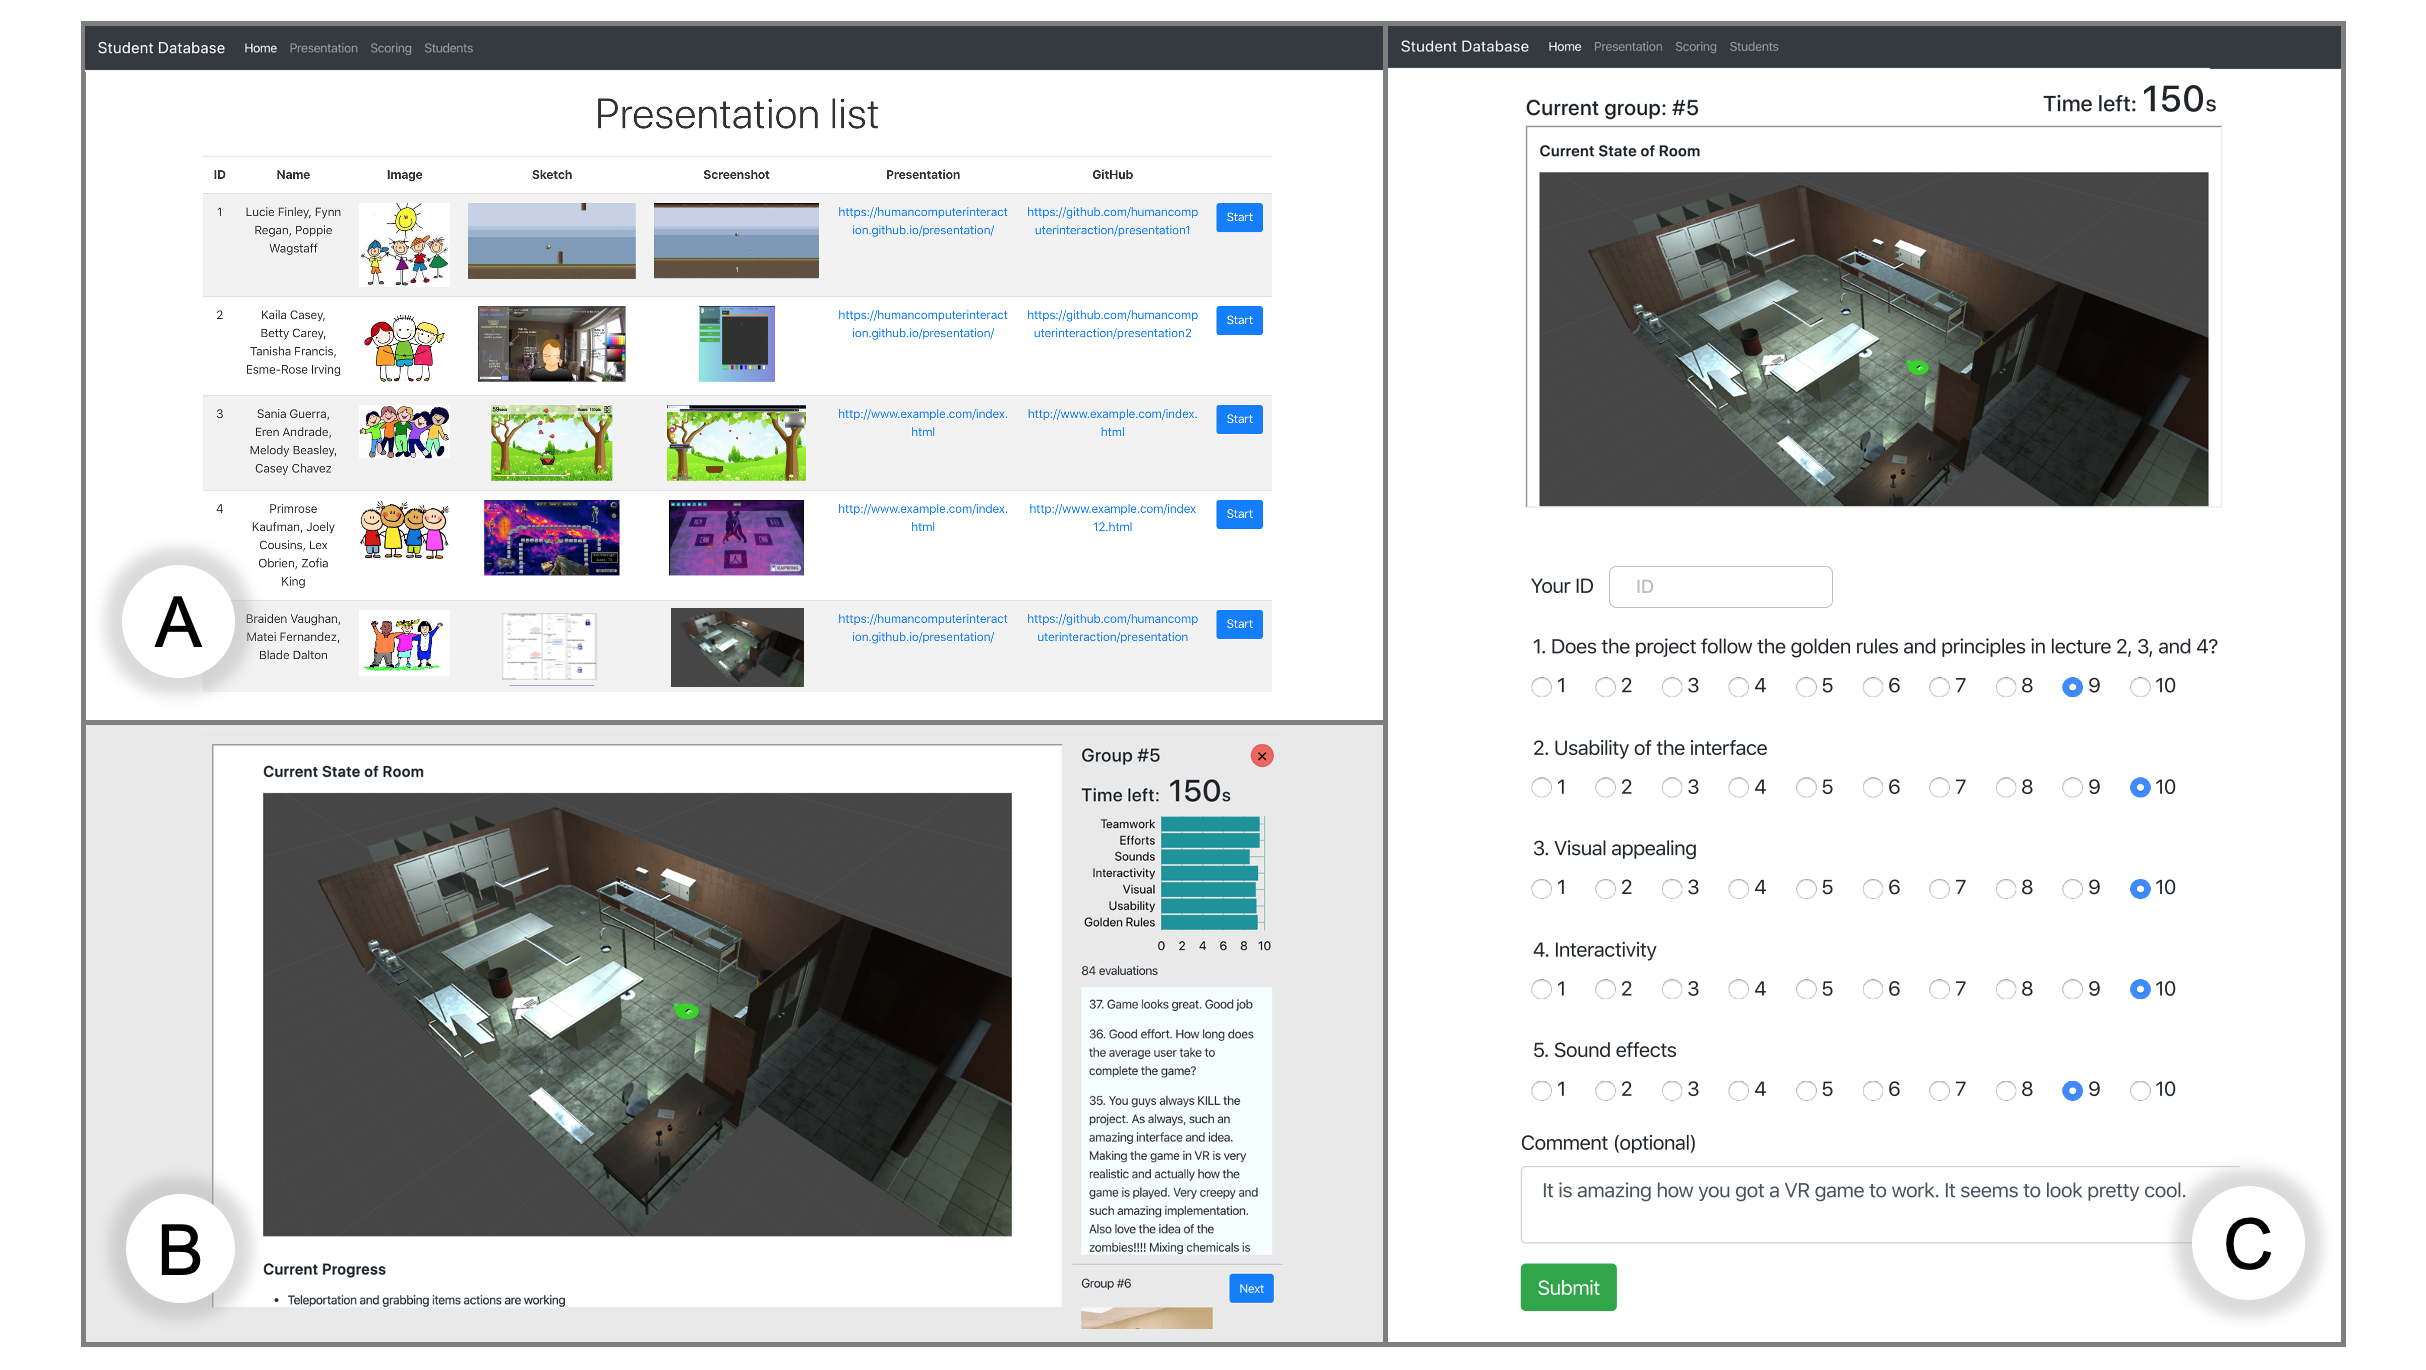 Student Database Home Presentation Scoring Students
Presentation list
ID Name Image Sketch Screenshot Presentation GitHub
1 Lucie Finley, Fynn Regan, Poppie Wagstaff https://humancomputerinteraction.github.io/presentation/ https://github.com/humancomputerinteraction/presentation1 Start
2 Kaila Casey, Betty Carey, Tanisha Francis, Esme-Rose Irving https://humancomputerinteraction.github.io/presentation/ https://github.com/humancomputerinteraction/presentation2 Start
3 Sania Guerra, Eren Andrade, Melody Beasley, Casey Chavez http://www.example.com/index.html http://www.example.com/index.html Start
4 Primrose Kaufman, Joely Cousins, Lex Obrien, Zofia King http://www.example.com/index.html http://www.example.com/index12.html Start
Braiden Vaughan, Matei Fernandez, Blade Dalton https://humancomputerinteraction.github.io/presentation/ https://github.com/humancomputerinteraction/presentation Start
A
Current State of Room
Current Progress
• Teleportation and grabbing items actions are working
Group #5
Time left: 150s
Teamwork
Efforts
Sounds
Interactivity
Visual
Usability
Golden Rules
0 2 4 6 8 10
84 evaluations
37. Game looks great. Good job
36. Good effort. How long does
the average user take to
complete the game?
35. You guys always KILL the
project. As always, such an
amazing interface and idea.
Making the game in VR is very
realistic and actually how the
game is played. Very creepy and
such amazing implementation.
Also love the idea of the
zombies!!!! Mixing chemicals is
Group #6 Next
B
Student Database Home Presentation Scoring Students
Current group: #5 Time left: 150s
Current State of Room
Your ID ID
1. Does the project follow the golden rules and principles in lecture 2, 3, and 4?
1 2 3 4 5 6 7 8 9 10
2. Usability of the interface
1 2 3 4 5 6 7 8 9 10
3. Visual appealing
1 2 3 4 5 6 7 8 9 10
4. Interactivity
1 2 3 4 5 6 7 8 9 10
5. Sound effects
1 2 3 4 5 6 7 8 9 10
Comment (optional)
It is amazing how you got a VR game to work. It seems to look pretty cool.
Submit
C